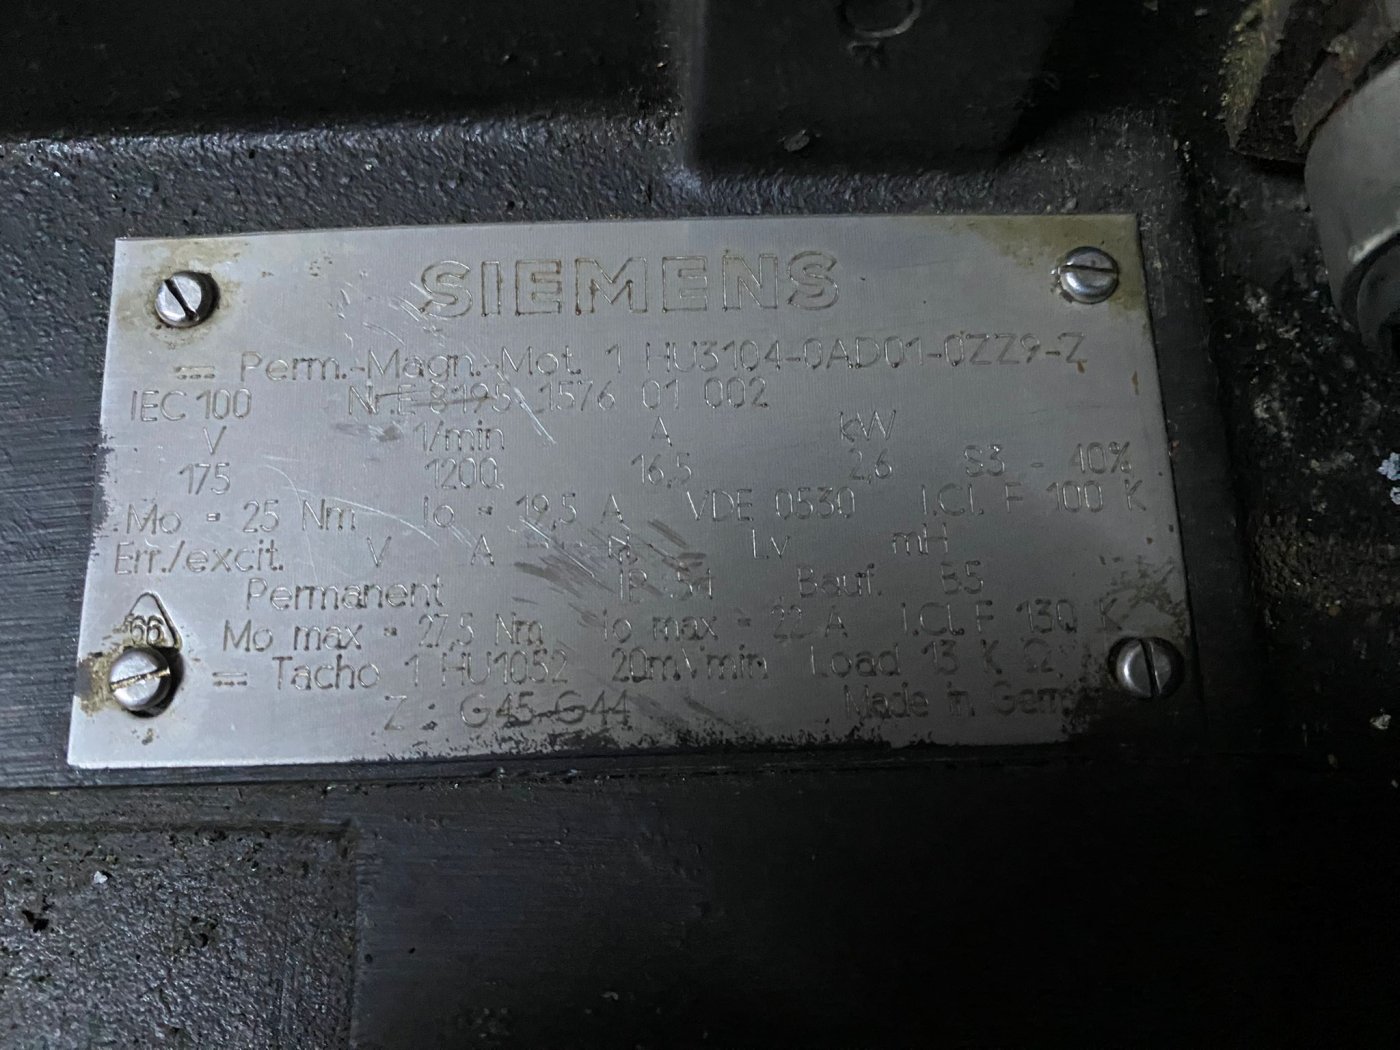 SIEMENS
Perm.-Magn.-Mot. 1 HU3104-0AD01-0ZZ9-Z
IEC 100 Nr.E 8195 1576 01 002
V 1/min A kW
175 1200 16,5 2,6 S3 - 40%
Mo = 25 Nm Io = 19,5 A VDE 0530 I.Cl. F 100 K
Err./excit. V A Lv mH
Permanent IP 54 Bauf. B5
66 Mo max = 27,5 Nm Io max = 22 A I.Cl.F 130 K
Tacho 1 HU1052 20mVmin Load 13 K Ω
Z : G45-G44 Made in